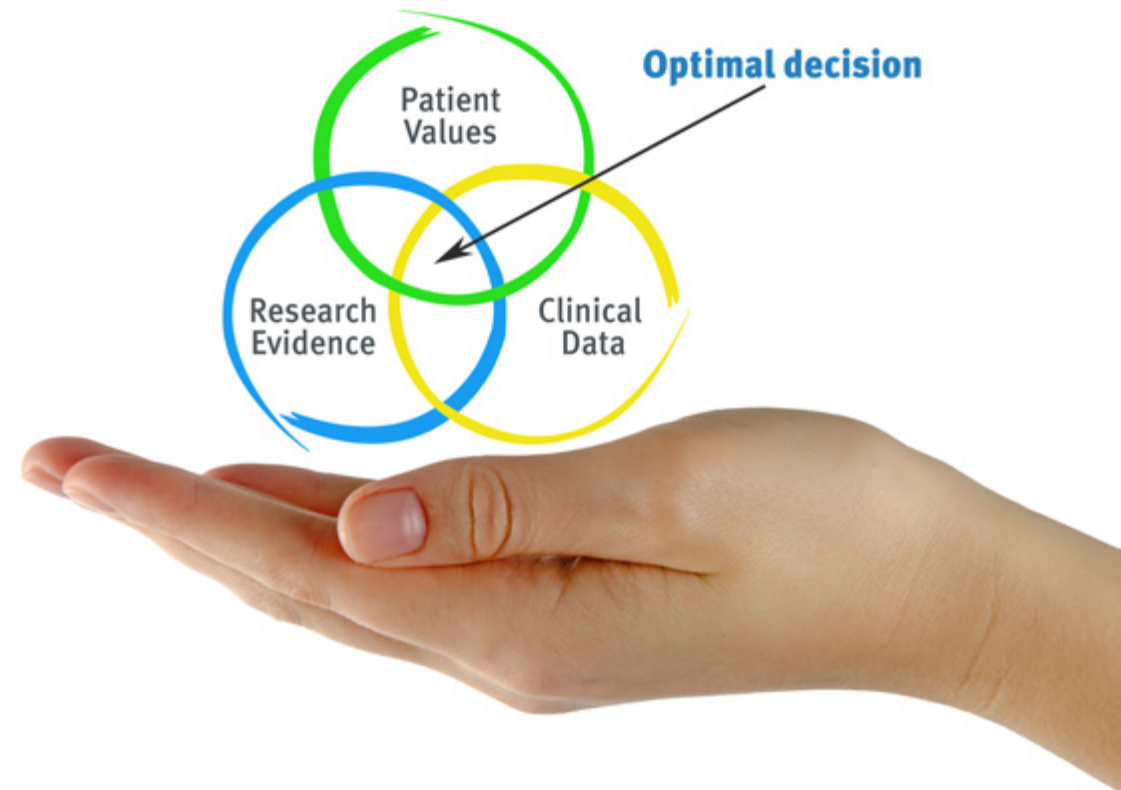 Optimal decision
Patient
Values
Research
Evidence
Clinical
Data